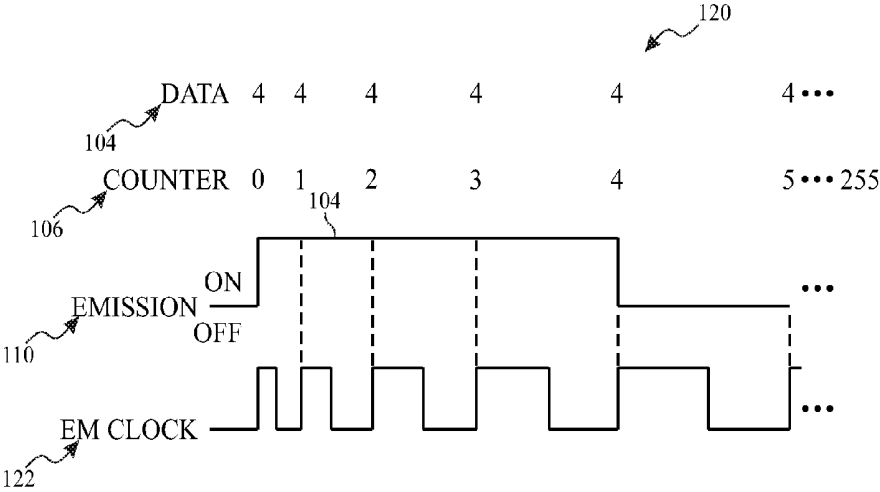 120
DATA 4 4 4 4 4 4 •••
104
COUNTER 0 1 2 3 4 5 ••• 255
106
104
ON
EMISSION •••
OFF
110
EM CLOCK •••
122